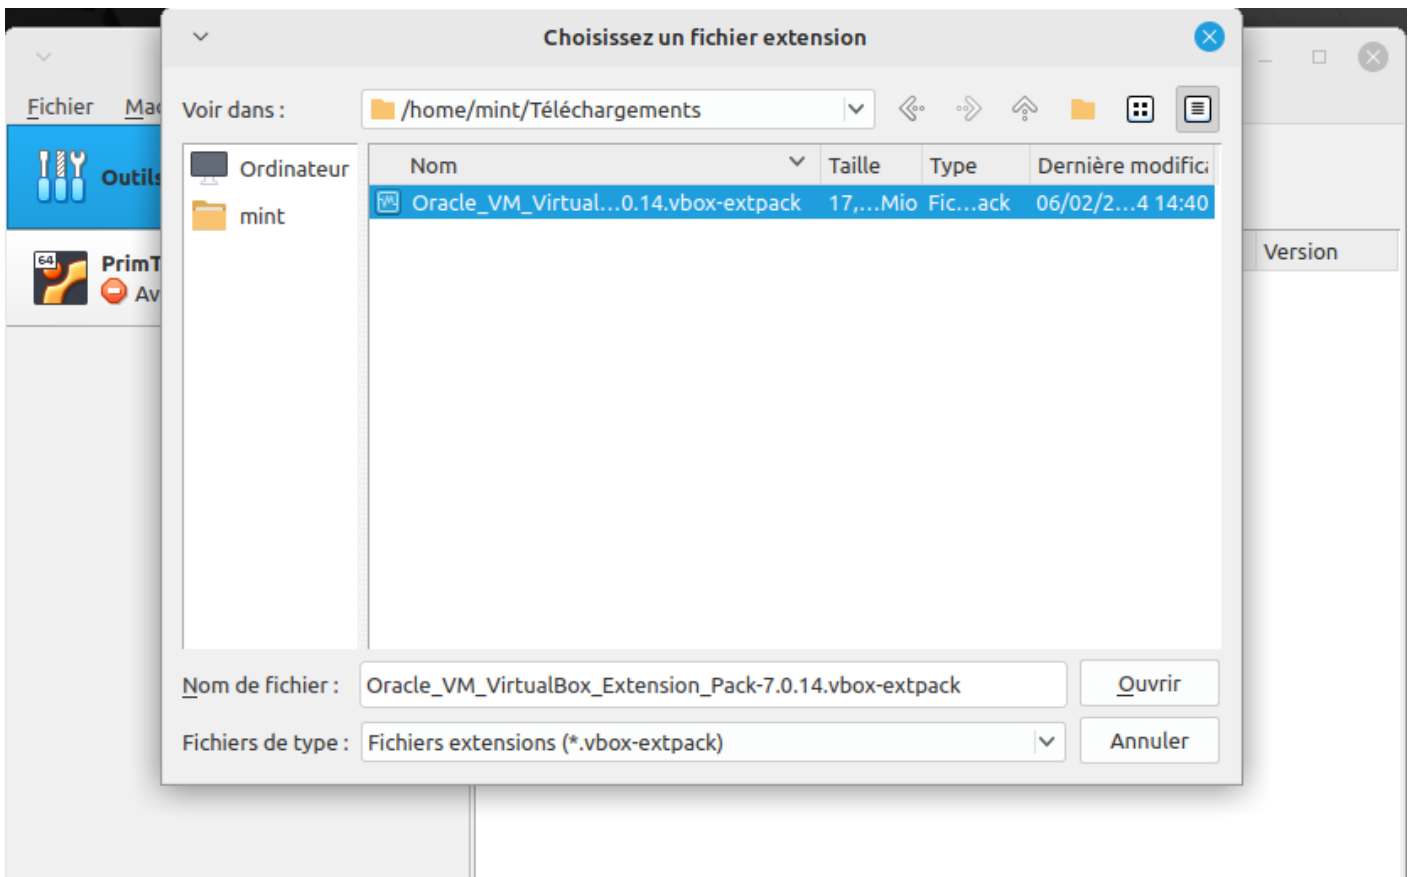 Choisissez un fichier extension
Fichier Mac
Voir dans : /home/mint/Téléchargements
Outils
Ordinateur
mint
Nom Taille Type Dernière modifica
Oracle_VM_Virtual...0.14.vbox-extpack 17,...Mio Fic...ack 06/02/2...4 14:40
64
PrimT
Av
Version
Nom de fichier : Oracle_VM_VirtualBox_Extension_Pack-7.0.14.vbox-extpack Ouvrir
Fichiers de type : Fichiers extensions (*.vbox-extpack) Annuler